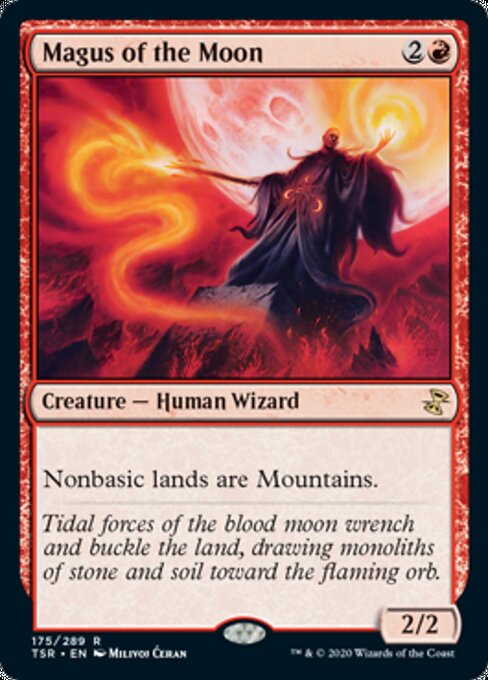 Magus of the Moon 2
Creature — Human Wizard
Nonbasic lands are Mountains.
Tidal forces of the blood moon wrench
and buckle the land, drawing monoliths
of stone and soil toward the flaming orb.
2/2
175/289 R
TSR • EN Milivoj Ćeran
™ & © 2020 Wizards of the Coast